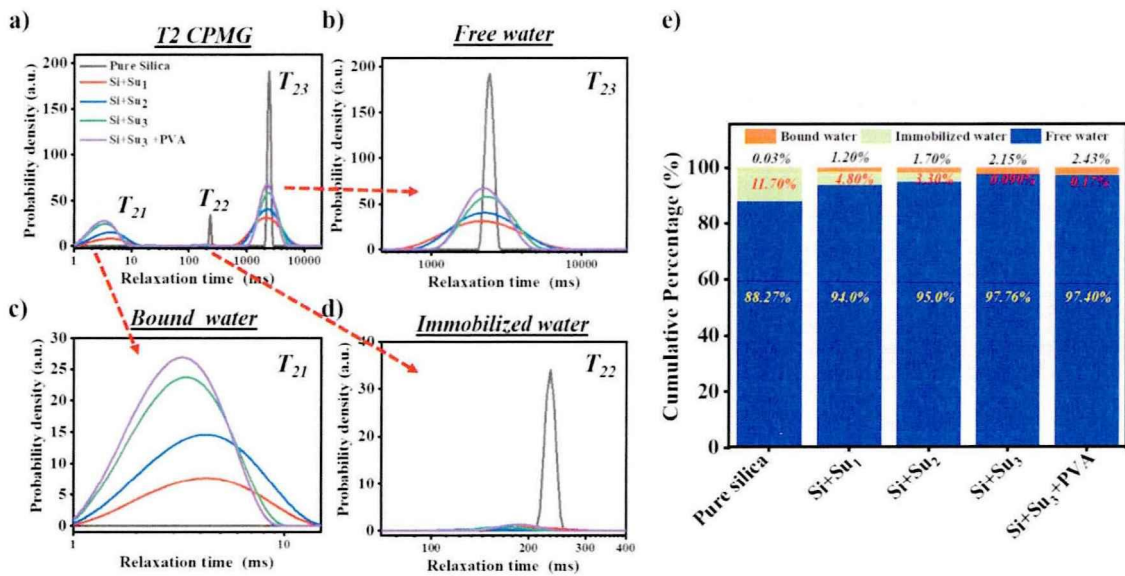 a)
T2 CPMG
Probability density (a.u.)
200
150
100
50
0
Pure Silica
Si+Su1
Si+Su2
Si+Su3
Si+Su3 +PVA
T21
T22
T23
1 10 100 1000 10000
Relaxation time (ms)
b)
Free water
Probability density (a.u.)
200
150
100
50
0
T23
1000 10000
Relaxation time (ms)
c)
Bound water
Probability density (a.u.)
30
25
20
15
10
5
0
T21
1 10
Relaxation time (ms)
d)
Immobilized water
Probability density (a.u.)
40
30
20
10
0
T22
100 200 300 400
Relaxation time (ms)
e)
Cumulative Percentage (%)
Bound water Immobilized water Free water
100
80
60
40
20
0
0.03% 1.20% 1.70% 2.15% 2.43%
11.70% 4.80% 3.30% 0.17%
88.27% 94.0% 95.0% 97.76% 97.40%
Pure silica
Si+Su1
Si+Su2
Si+Su3
Si+Su3+PVA